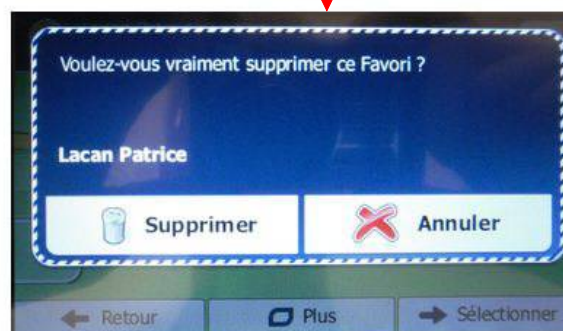 Voulez-vous vraiment supprimer ce Favori ?
Lacan Patrice
Supprimer
Annuler
Retour
Plus
Sélectionner